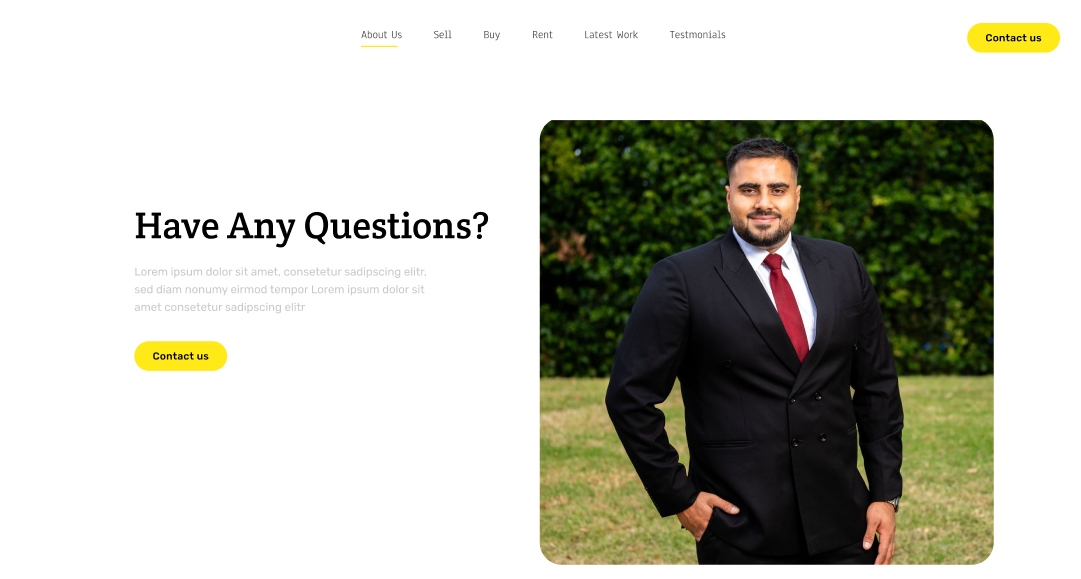 About Us
Sell
Buy
Rent
Latest Work
Testmonials
Contact us
Have Any Questions?
Lorem ipsum dolor sit amet, consetetur sadipscing elitr,
sed diam nonumy eirmod tempor Lorem ipsum dolor sit
amet consetetur sadipscing elitr
Contact us